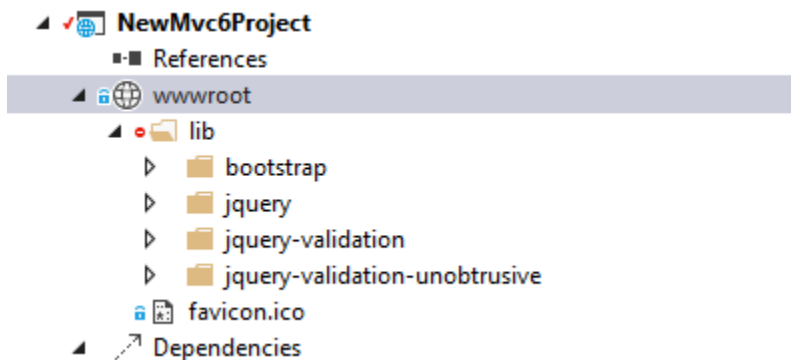 NewMvc6Project
References
wwwroot
lib
bootstrap
jquery
jquery-validation
jquery-validation-unobtrusive
favicon.ico
Dependencies